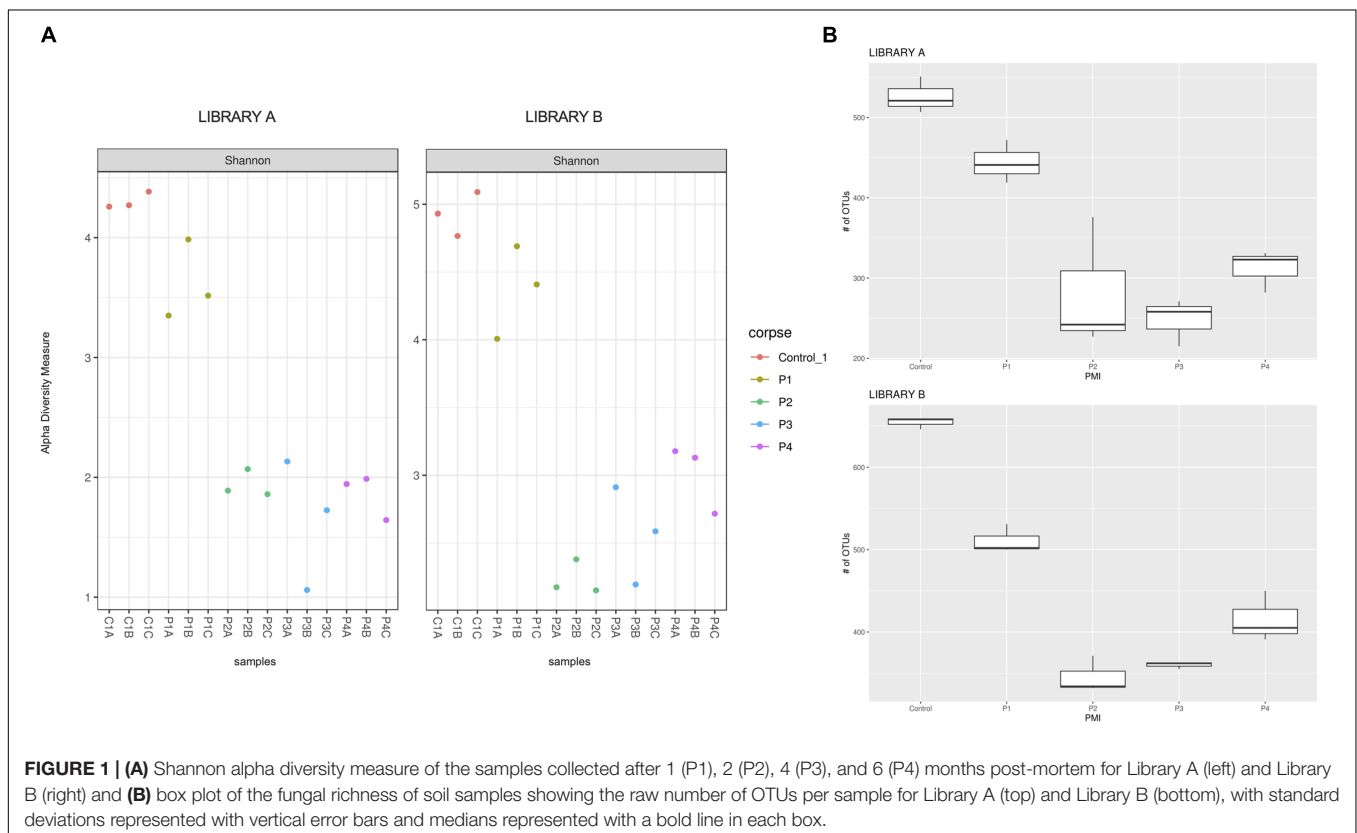 A
LIBRARY A
LIBRARY B
Shannon
Shannon
Alpha Diversity Measure
4
3
2
1
5
4
3
C1A
C1B
C1C
P1A
P1B
P1C
P2A
P2B
P2C
P3A
P3B
P3C
P4A
P4B
P4C
C1A
C1B
C1C
P1A
P1B
P1C
P2A
P2B
P2C
P3A
P3B
P3C
P4A
P4B
P4C
samples
samples
corpse
Control_1
P1
P2
P3
P4
B
LIBRARY A
# of OTUs
500
400
300
200
Control
P1
P2
P3
P4
PMI
LIBRARY B
# of OTUs
600
500
400
Control
P1
P2
P3
P4
PMI
FIGURE 1 | (A) Shannon alpha diversity measure of the samples collected after 1 (P1), 2 (P2), 4 (P3), and 6 (P4) months post-mortem for Library A (left) and Library
B (right) and (B) box plot of the fungal richness of soil samples showing the raw number of OTUs per sample for Library A (top) and Library B (bottom), with standard
deviations represented with vertical error bars and medians represented with a bold line in each box.